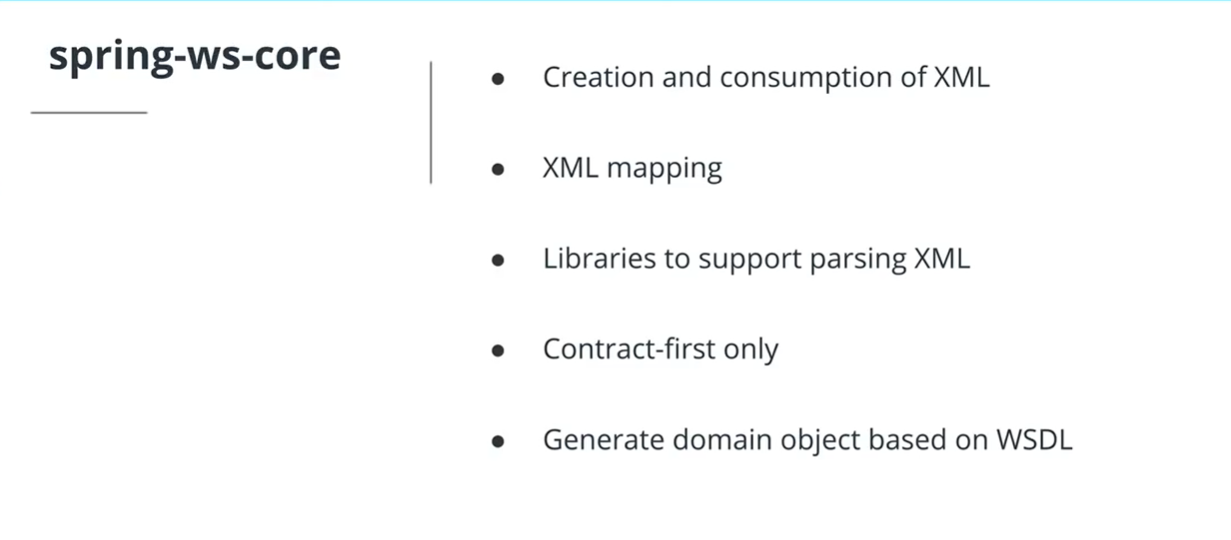 spring-ws-core
● Creation and consumption of XML
● XML mapping
● Libraries to support parsing XML
● Contract-first only
● Generate domain object based on WSDL